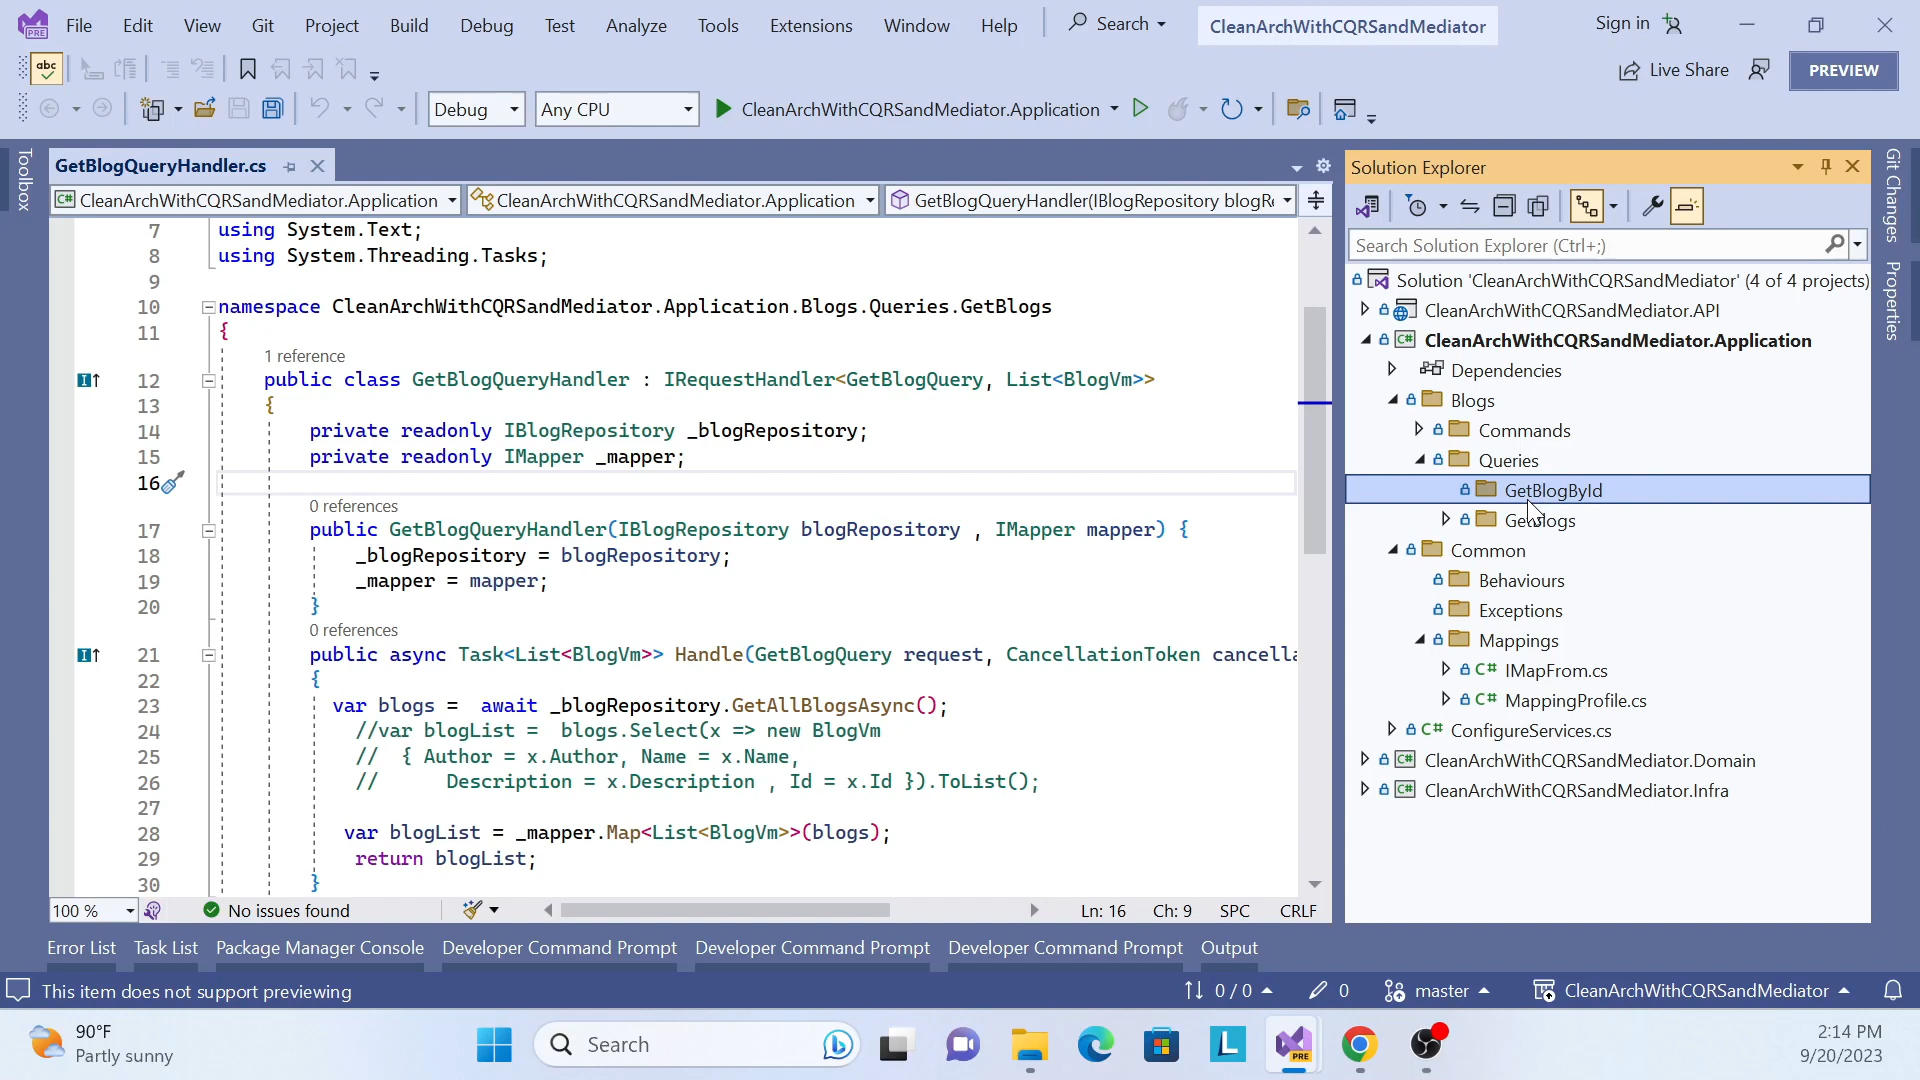 File Edit View Git Project Build Debug Test Analyze Tools Extensions Window Help Search CleanArchWithCQRSandMediator Sign in
PRE
abc
Live Share PREVIEW
Debug Any CPU CleanArchWithCQRSandMediator.Application
Toolbox
GetBlogQueryHandler.cs
CleanArchWithCQRSandMediator.Application CleanArchWithCQRSandMediator.Application GetBlogQueryHandler(IBlogRepository blogRe
7 using System.Text;
8 using System.Threading.Tasks;
9
10 namespace CleanArchWithCQRSandMediator.Application.Blogs.Queries.GetBlogs
11 {
1 reference
12 public class GetBlogQueryHandler : IRequestHandler<GetBlogQuery, List<BlogVm>>
13 {
14 private readonly IBlogRepository _blogRepository;
15 private readonly IMapper _mapper;
16
0 references
17 public GetBlogQueryHandler(IBlogRepository blogRepository , IMapper mapper) {
18 _blogRepository = blogRepository;
19 _mapper = mapper;
20 }
0 references
21 public async Task<List<BlogVm>> Handle(GetBlogQuery request, CancellationToken cancella
22 {
23 var blogs = await _blogRepository.GetAllBlogsAsync();
24 //var blogList = blogs.Select(x => new BlogVm
25 // { Author = x.Author, Name = x.Name,
26 // Description = x.Description , Id = x.Id }).ToList();
27
28 var blogList = _mapper.Map<List<BlogVm>>(blogs);
29 return blogList;
30 }
100 % No issues found Ln: 16 Ch: 9 SPC CRLF
Solution Explorer
Search Solution Explorer (Ctrl+;)
Solution 'CleanArchWithCQRSandMediator' (4 of 4 projects)
CleanArchWithCQRSandMediator.API
C# CleanArchWithCQRSandMediator.Application
Dependencies
Blogs
Commands
Queries
GetBlogById
GetBlogs
Common
Behaviours
Exceptions
Mappings
C# IMapFrom.cs
C# MappingProfile.cs
C# ConfigureServices.cs
C# CleanArchWithCQRSandMediator.Domain
C# CleanArchWithCQRSandMediator.Infra
Git Changes
Properties
Error List Task List Package Manager Console Developer Command Prompt Developer Command Prompt Developer Command Prompt Output
This item does not support previewing 0 / 0 0 master CleanArchWithCQRSandMediator
90°F
Partly sunny
Search
L
PRE
2:14 PM
9/20/2023